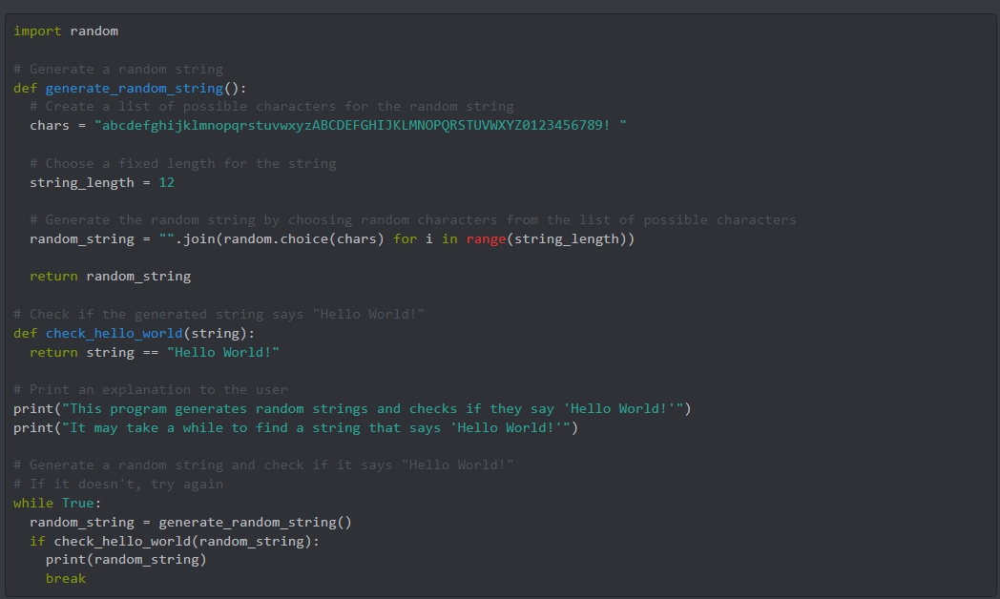 import random
# Generate a random string
def generate_random_string():
# Create a list of possible characters for the random string
chars = "abcdefghijklmnopqrstuvwxyzABCDEFGHIJKLMNOPQRSTUVWXYZ0123456789! "
# Choose a fixed length for the string
string_length = 12
# Generate the random string by choosing random characters from the list of possible characters
random_string = "".join(random.choice(chars) for i in range(string_length))
return random_string
# Check if the generated string says "Hello World!"
def check_hello_world(string):
return string == "Hello World!"
# Print an explanation to the user
print("This program generates random strings and checks if they say 'Hello World!'")
print("It may take a while to find a string that says 'Hello World!'")
# Generate a random string and check if it says "Hello World!"
# If it doesn't, try again
while True:
random_string = generate_random_string()
if check_hello_world(random_string):
print(random_string)
break